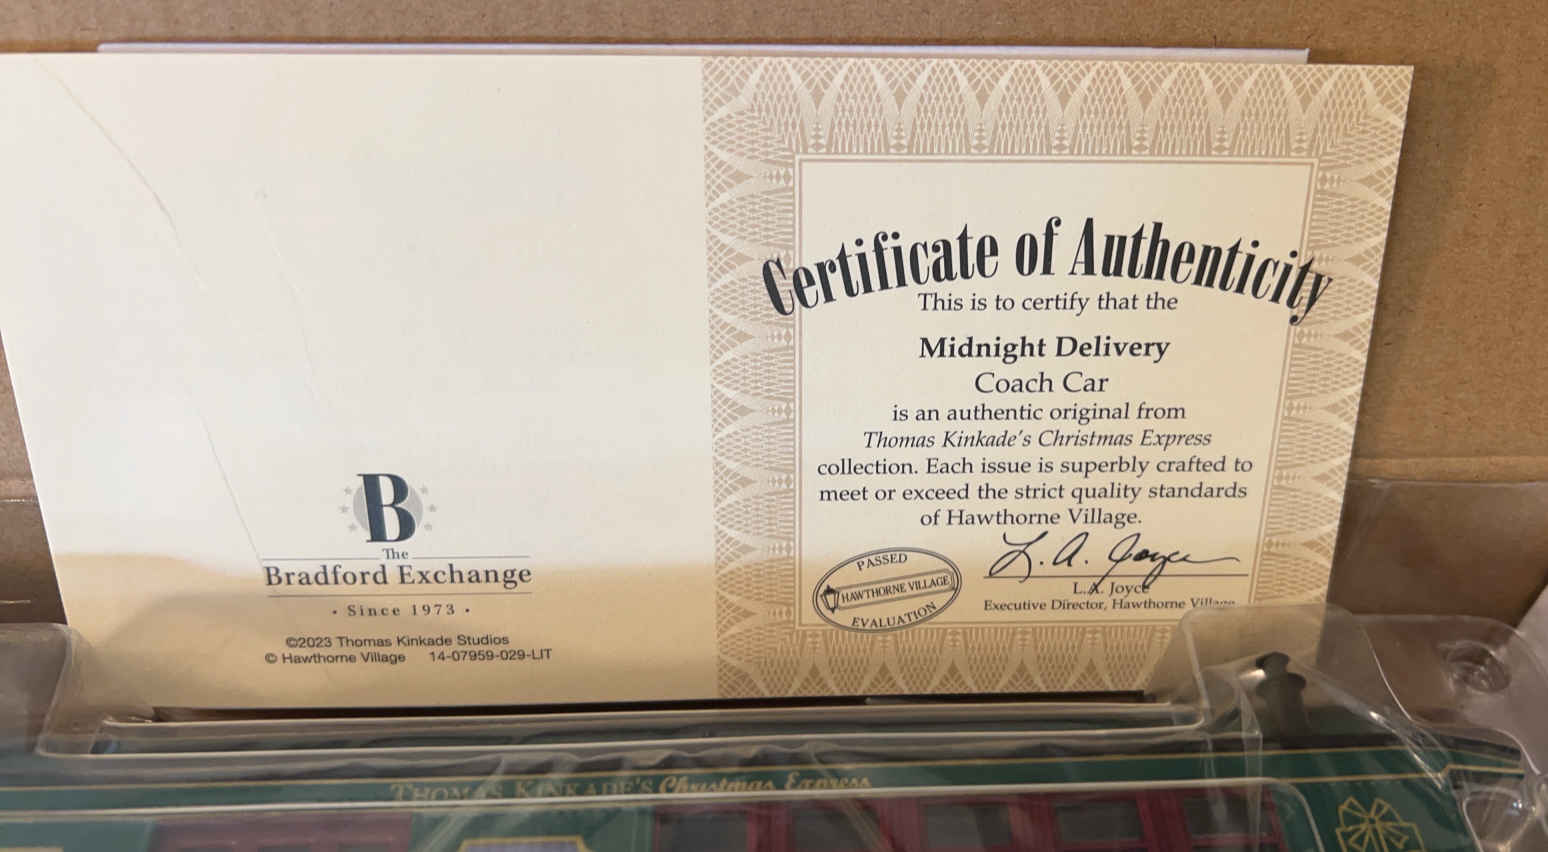 B
The
Bradford Exchange
· Since 1973 ·
©2023 Thomas Kinkade Studios
© Hawthorne Village 14-07959-029-LIT
Certificate of Authenticity
This is to certify that the
Midnight Delivery
Coach Car
is an authentic original from
Thomas Kinkade's Christmas Express
collection. Each issue is superbly crafted to
meet or exceed the strict quality standards
of Hawthorne Village.
PASSED
HAWTHORNE VILLAGE
EVALUATION
L. A. Joyce
L.A. Joyce
Executive Director, Hawthorne Village
THOMAS KINKADE'S Christmas Express